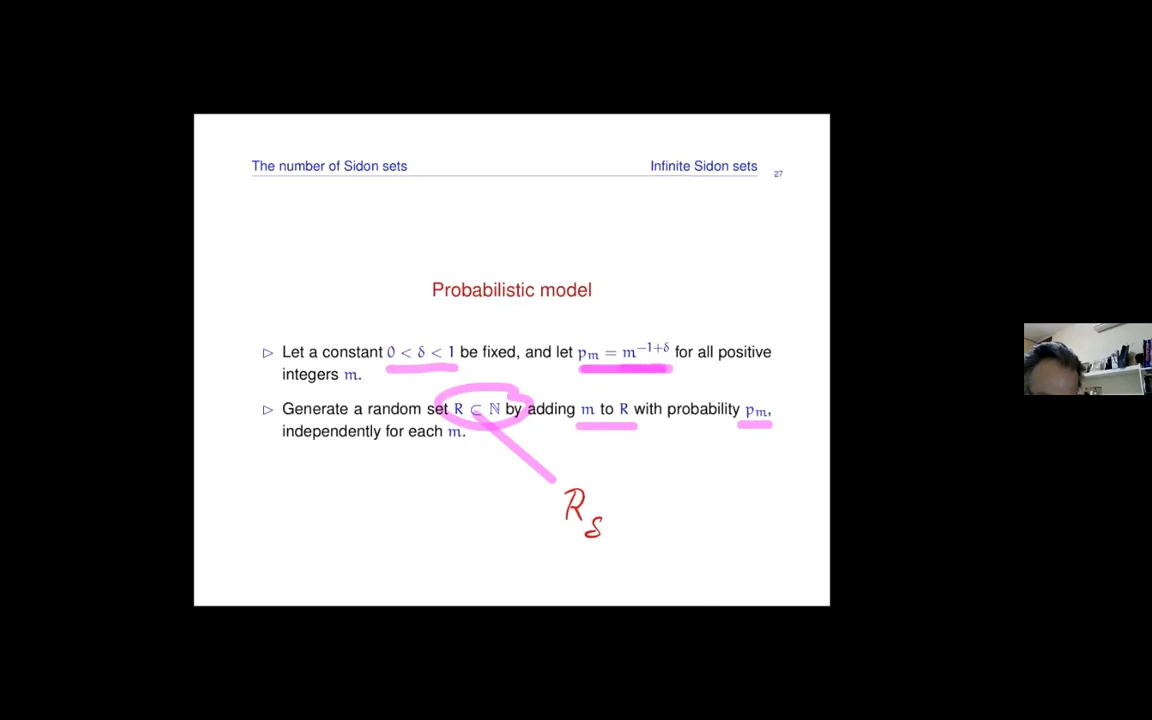 The number of Sidon sets Infinite Sidon sets 27
Probabilistic model
▷ Let a constant 0 < δ < 1 be fixed, and let pₘ = m⁻¹⁺ᵟ for all positive
integers m.
▷ Generate a random set R ⊂ ℕ by adding m to R with probability pₘ,
independently for each m.
R_δ